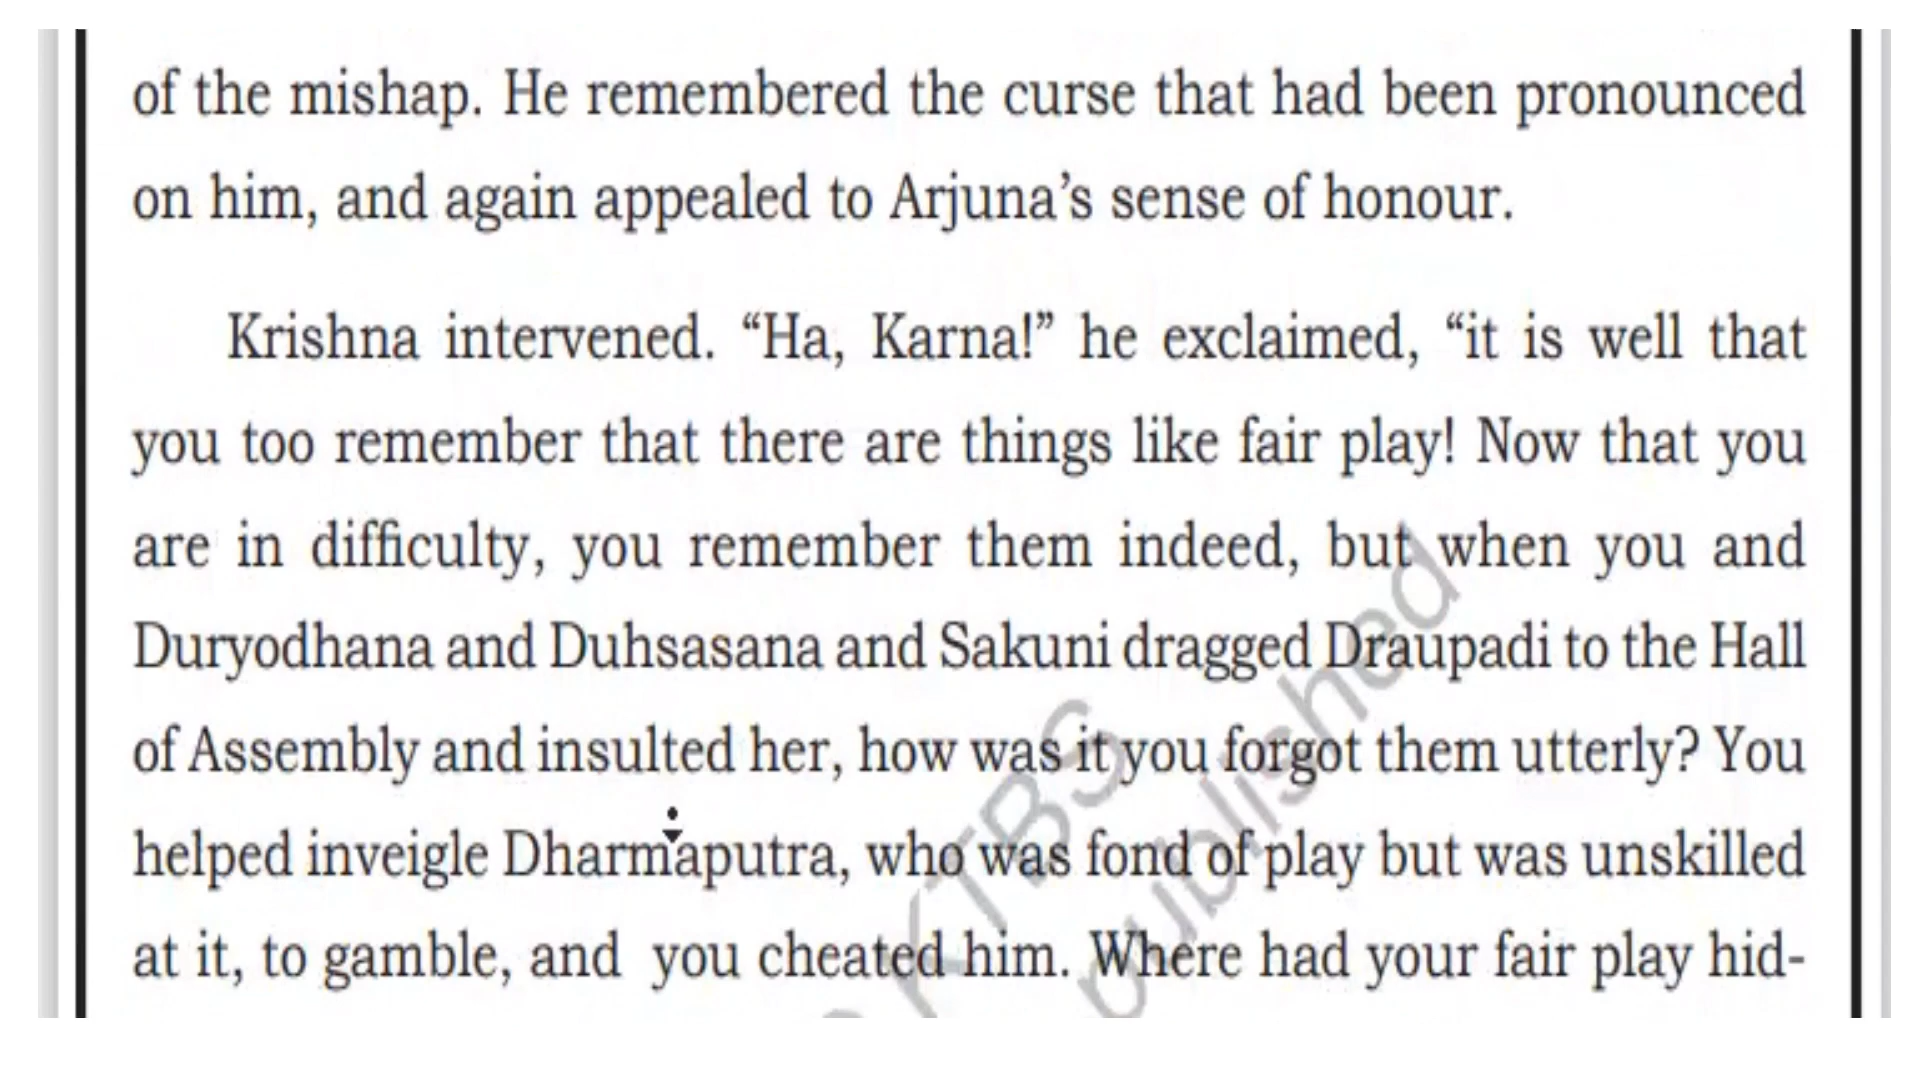 of the mishap. He remembered the curse that had been pronounced
on him, and again appealed to Arjuna’s sense of honour.
Krishna intervened. “Ha, Karna!” he exclaimed, “it is well that
you too remember that there are things like fair play! Now that you
are in difficulty, you remember them indeed, but when you and
Duryodhana and Duhsasana and Sakuni dragged Draupadi to the Hall
of Assembly and insulted her, how was it you forgot them utterly? You
helped inveigle Dharmaputra, who was fond of play but was unskilled
at it, to gamble, and you cheated him. Where had your fair play hid-
KTBS
published